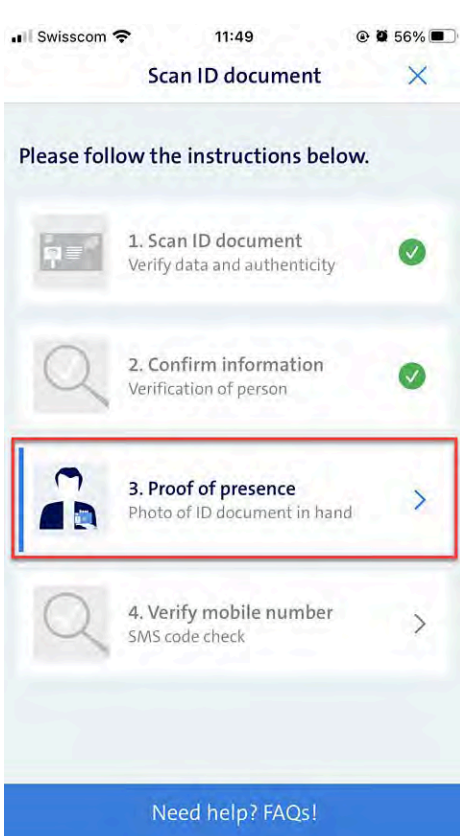 Swisscom
11:49
56%
Scan ID document
Please follow the instructions below.
1. Scan ID document
Verify data and authenticity
2. Confirm information
Verification of person
3. Proof of presence
Photo of ID document in hand
4. Verify mobile number
SMS code check
Need help? FAQs!